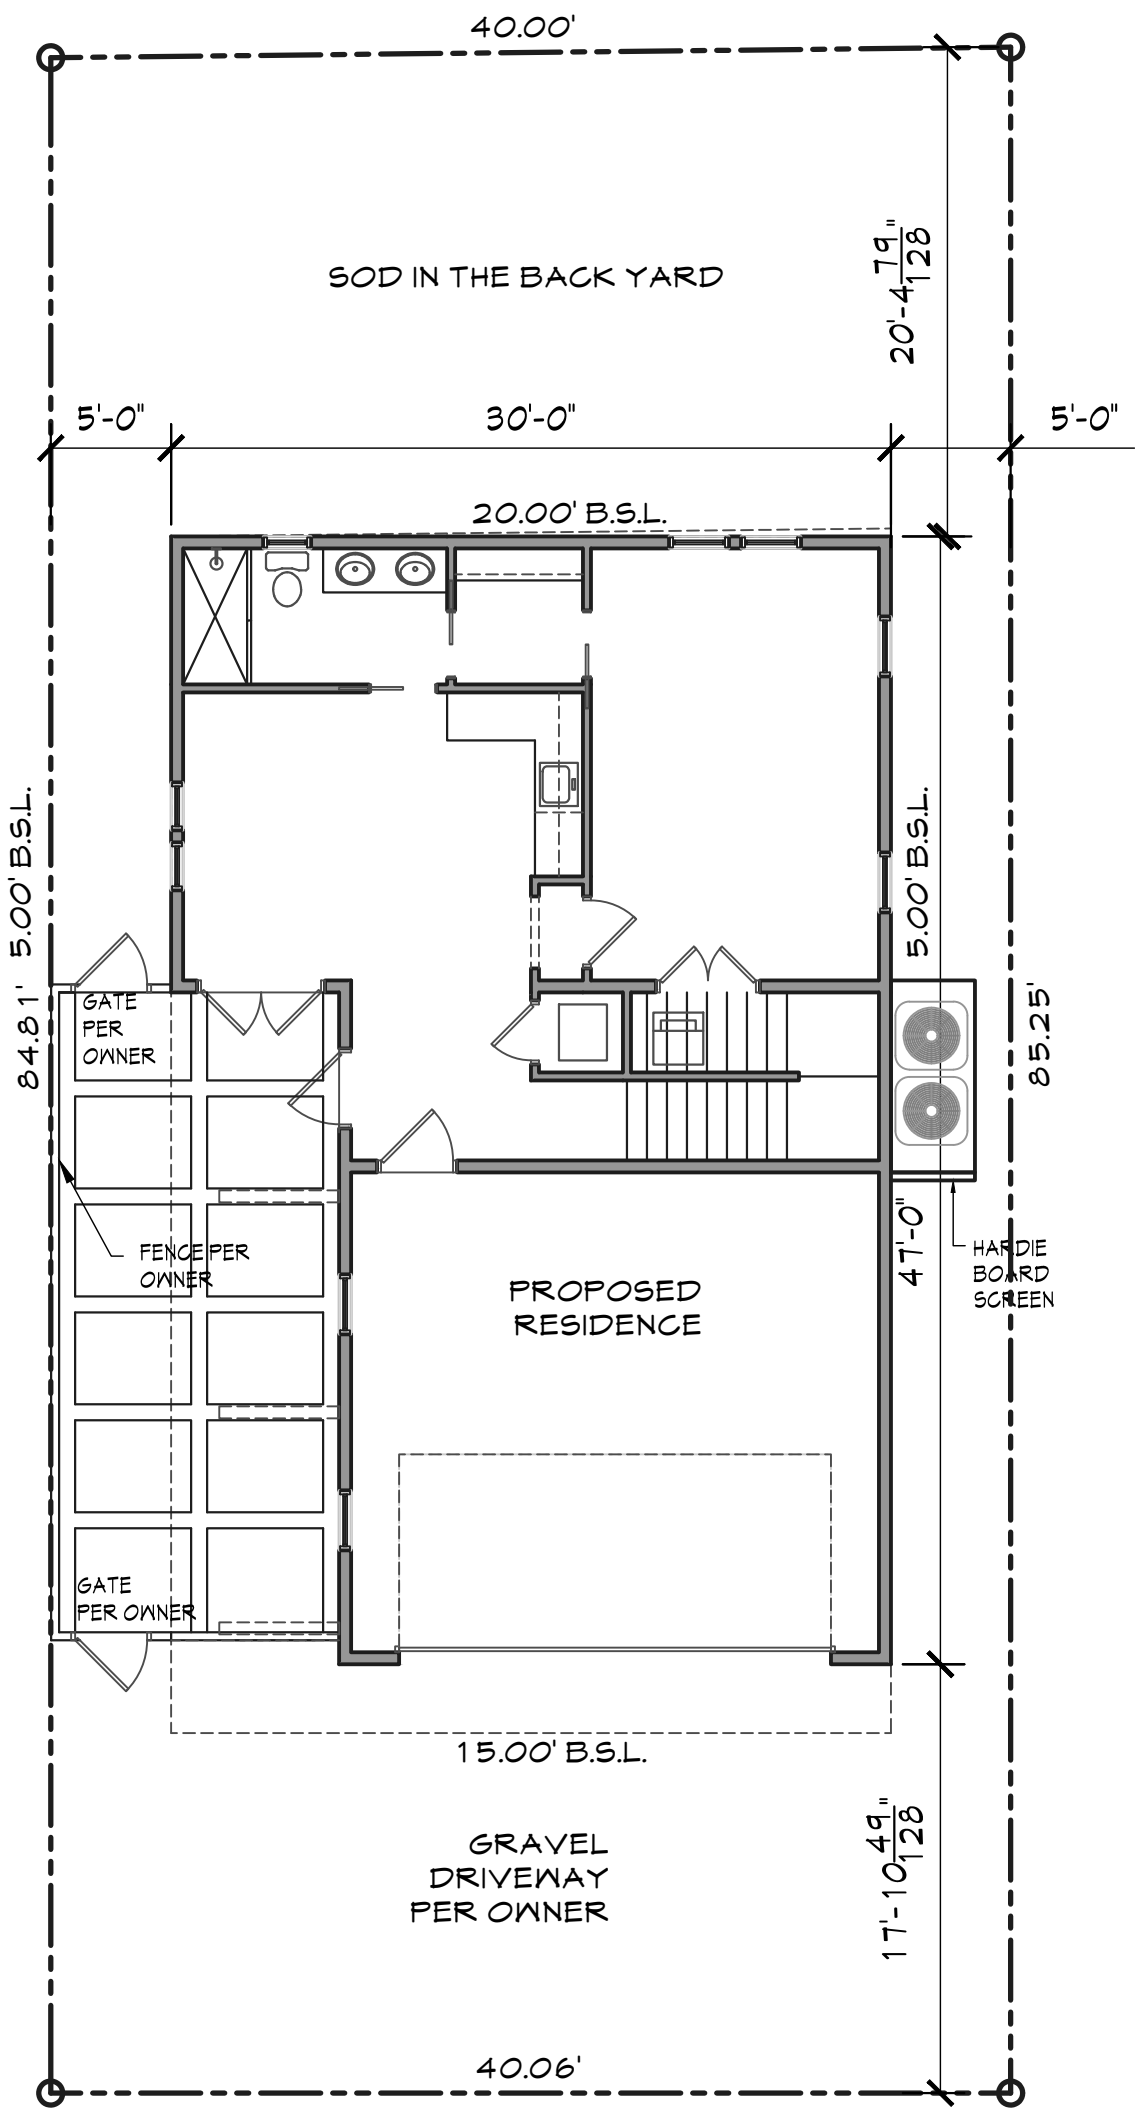 40.00'
SOD IN THE BACK YARD
20'-4 79/128"
5'-0"
30'-0"
5'-0"
20.00' B.S.L.
5.00' B.S.L.
5.00' B.S.L.
84.81'
85.25'
GATE
PER
OWNER
FENCE PER
OWNER
47'-0"
HARDIE
BOARD
SCREEN
PROPOSED
RESIDENCE
GATE
PER OWNER
15.00' B.S.L.
GRAVEL
DRIVEWAY
PER OWNER
17'-10 49/128"
40.06'